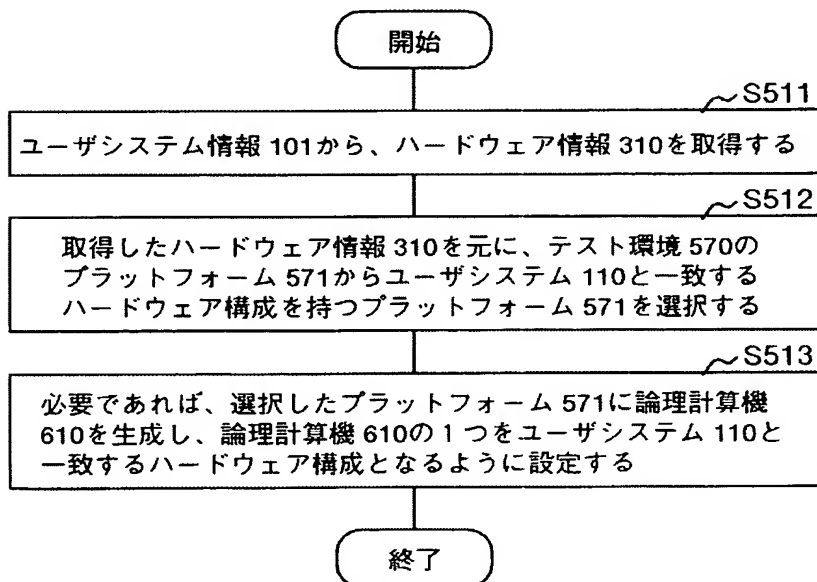 開始
S511
ユーザシステム情報 101から、ハードウェア情報 310を取得する
S512
取得したハードウェア情報 310を元に、テスト環境 570の
プラットフォーム 571からユーザシステム 110と一致する
ハードウェア構成を持つプラットフォーム 571を選択する
S513
必要であれば、選択したプラットフォーム 571に論理計算機
610を生成し、論理計算機 610の 1 つをユーザシステム 110と
一致するハードウェア構成となるように設定する
終了